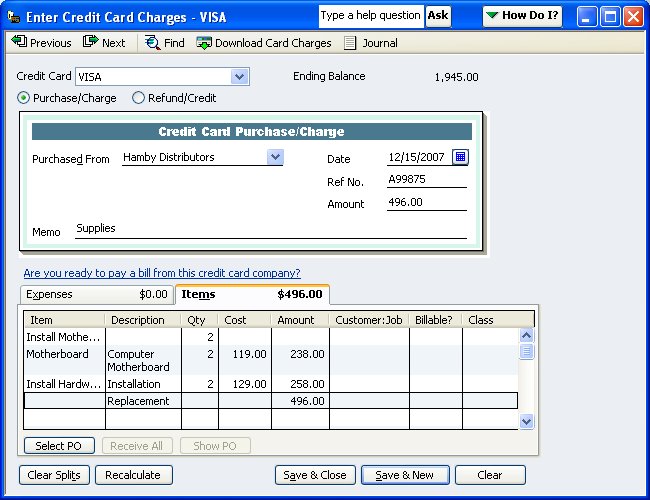 Enter Credit Card Charges - VISA Type a help question Ask How Do I?
Previous Next Find Download Card Charges Journal
Credit Card VISA Ending Balance 1,945.00
Purchase/Charge Refund/Credit
Credit Card Purchase/Charge
Purchased From Hamby Distributors Date 12/15/2007
Ref No. A99875
Amount 496.00
Memo Supplies
Are you ready to pay a bill from this credit card company?
Expenses $0.00 Items $496.00
Item Description Qty Cost Amount Customer:Job Billable? Class
Install Mothe... 2
Motherboard Computer 2 119.00 238.00
Motherboard
Install Hardw... Installation 2 129.00 258.00
Replacement 496.00
Select PO Receive All Show PO
Clear Splits Recalculate Save & Close Save & New Clear